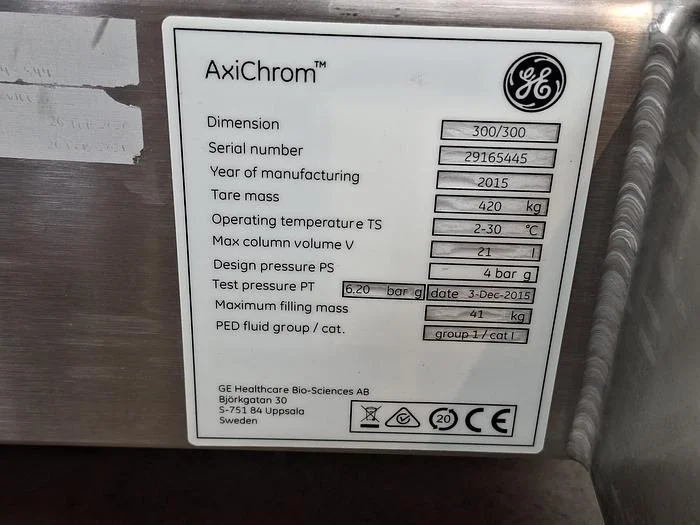 AxiChrom™
GE
Dimension 300/300
Serial number 29165445
Year of manufacturing 2015
Tare mass 420 kg
Operating temperature TS 2-30 °C
Max column volume V 21 l
Design pressure PS 4 bar g
Test pressure PT 6.20 bar g date 3-Dec-2015
Maximum filling mass 41 kg
PED fluid group / cat. group 1 / cat I
GE Healthcare Bio-Sciences AB
Björkgatan 30
S-751 84 Uppsala
Sweden
20 CE